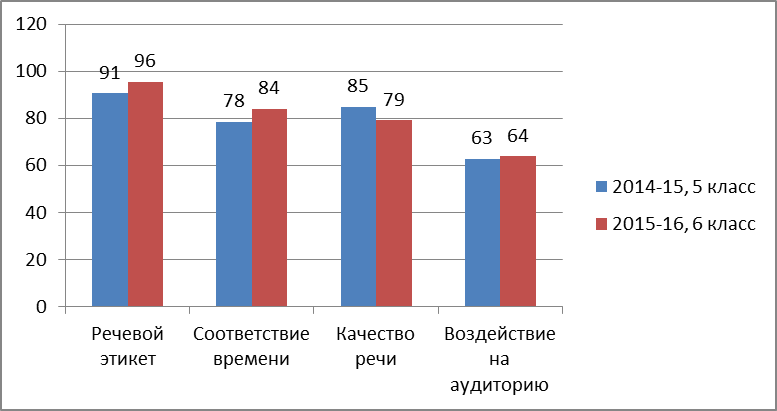 120
100
80
60
40
20
0
91
96
78
84
85
79
63
64
Речевой
этикет
Соответствие
времени
Качество
речи
Воздействие
на
аудиторию
2014-15, 5 класс
2015-16, 6 класс